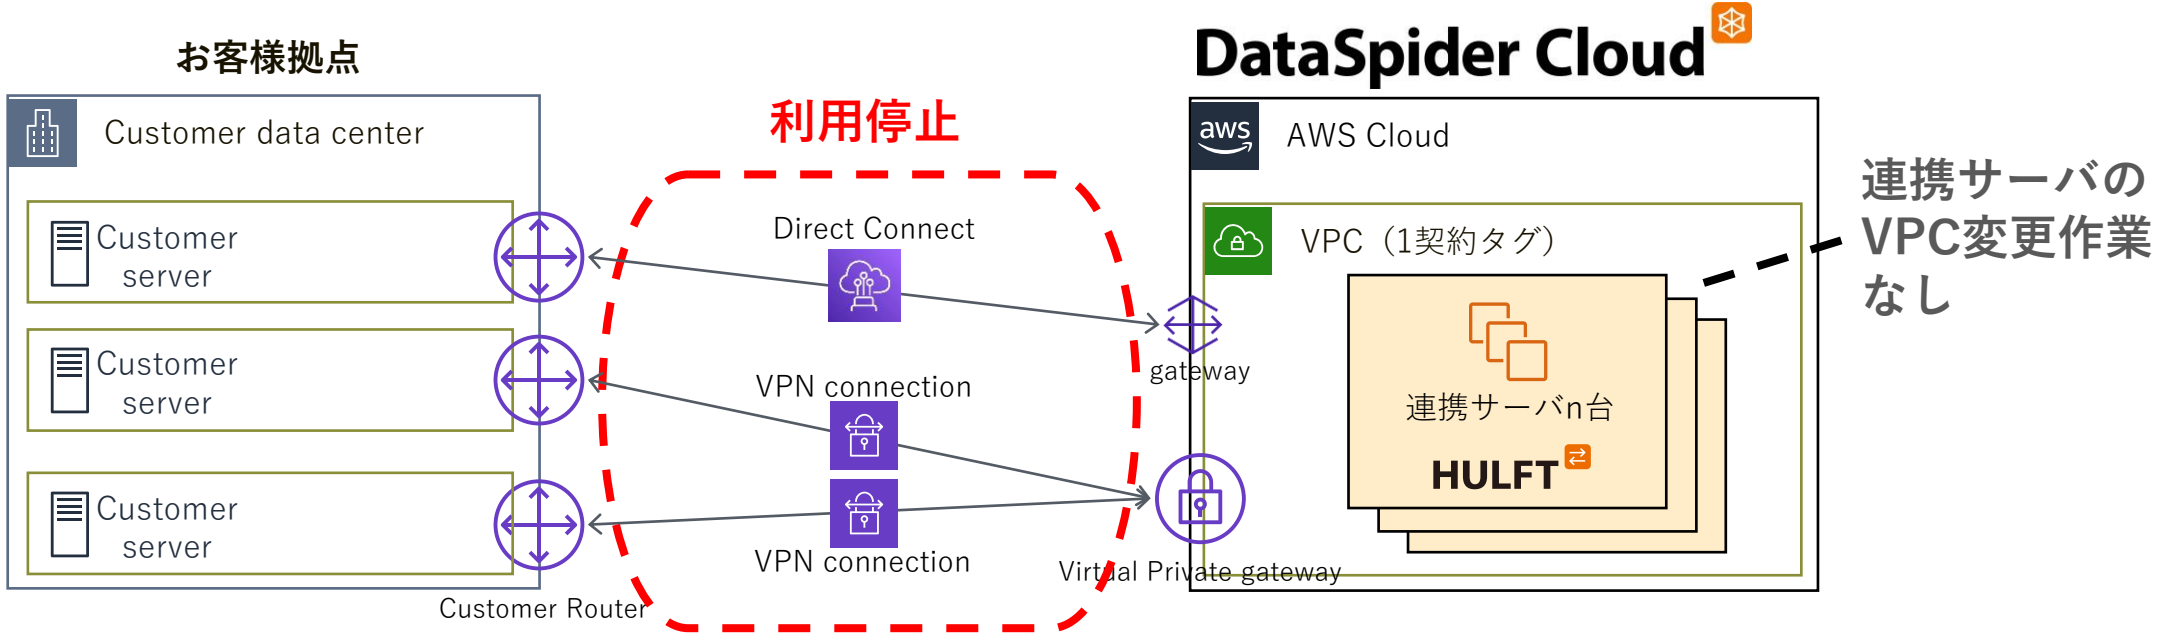 お客様拠点
Customer data center
Customer
server
Customer
server
Customer
server
Customer Router
利用停止
Direct Connect
VPN connection
VPN connection
DataSpider Cloud
aws
AWS Cloud
VPC（1契約タグ）
gateway
Virtual Private gateway
連携サーバn台
HULFT
連携サーバの
VPC変更作業
なし